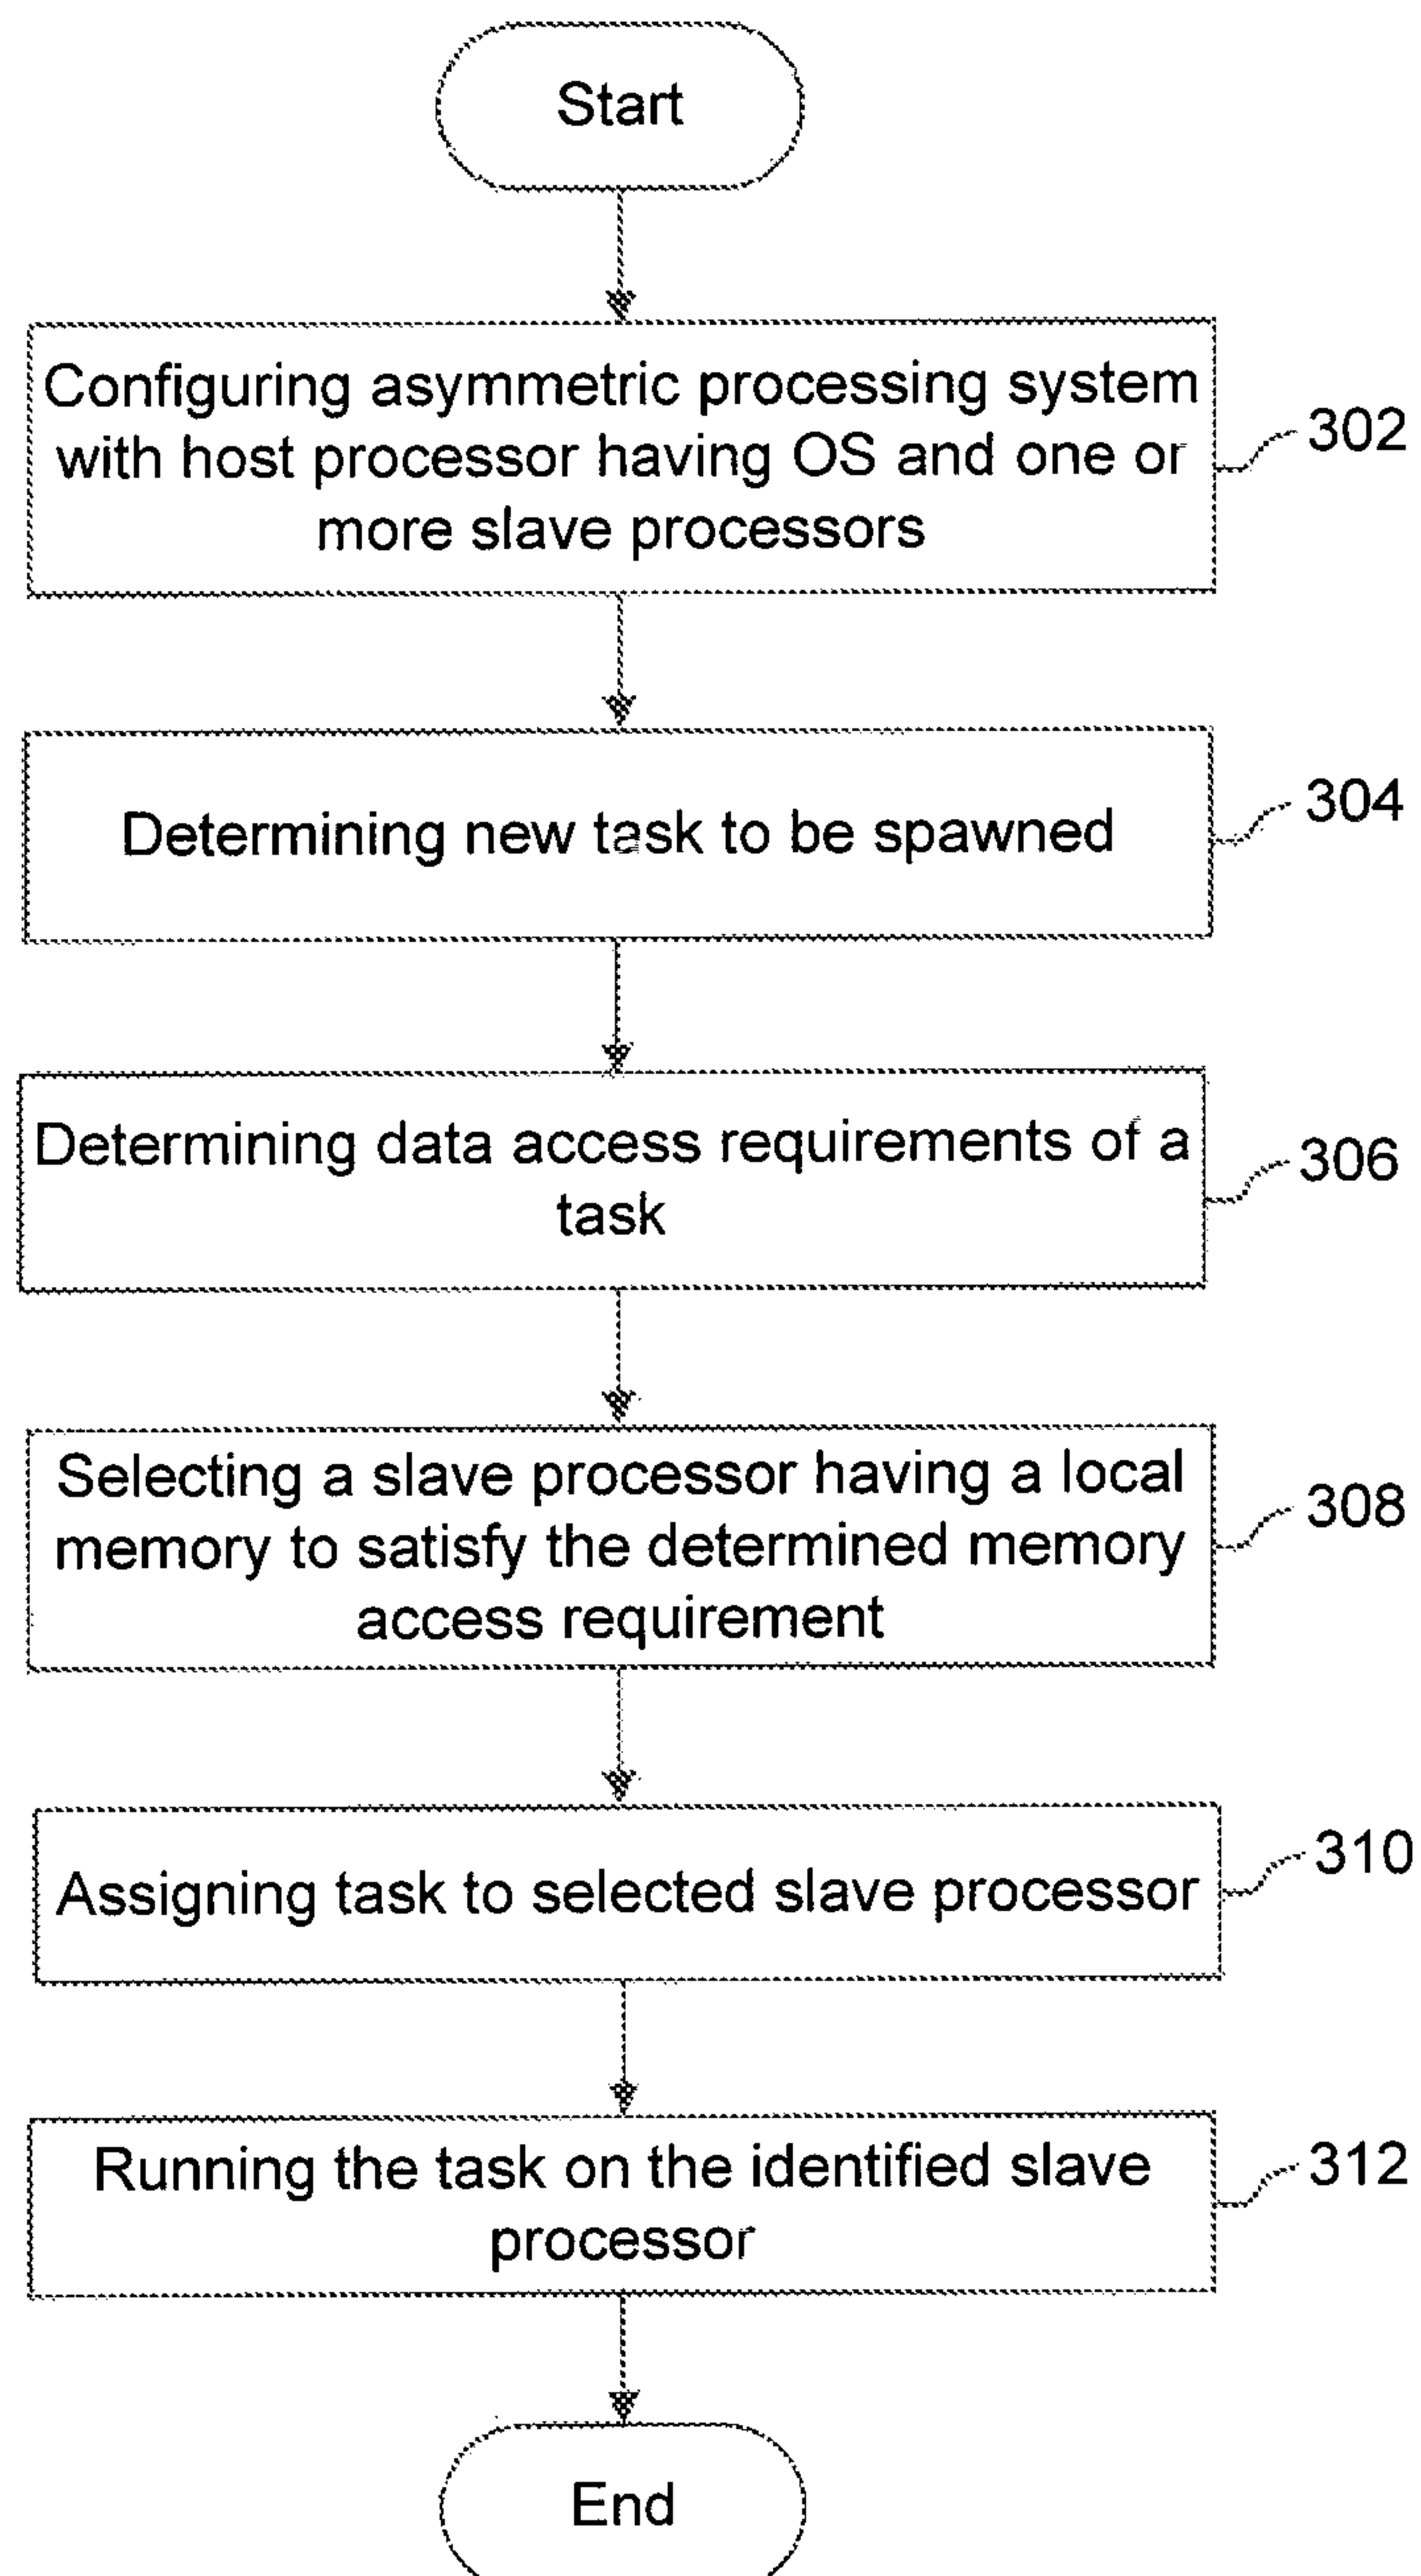 Start
Configuring asymmetric processing system
with host processor having OS and one or
more slave processors
302
Determining new task to be spawned
304
Determining data access requirements of a
task
306
Selecting a slave processor having a local
memory to satisfy the determined memory
access requirement
308
Assigning task to selected slave processor
310
Running the task on the identified slave
processor
312
End